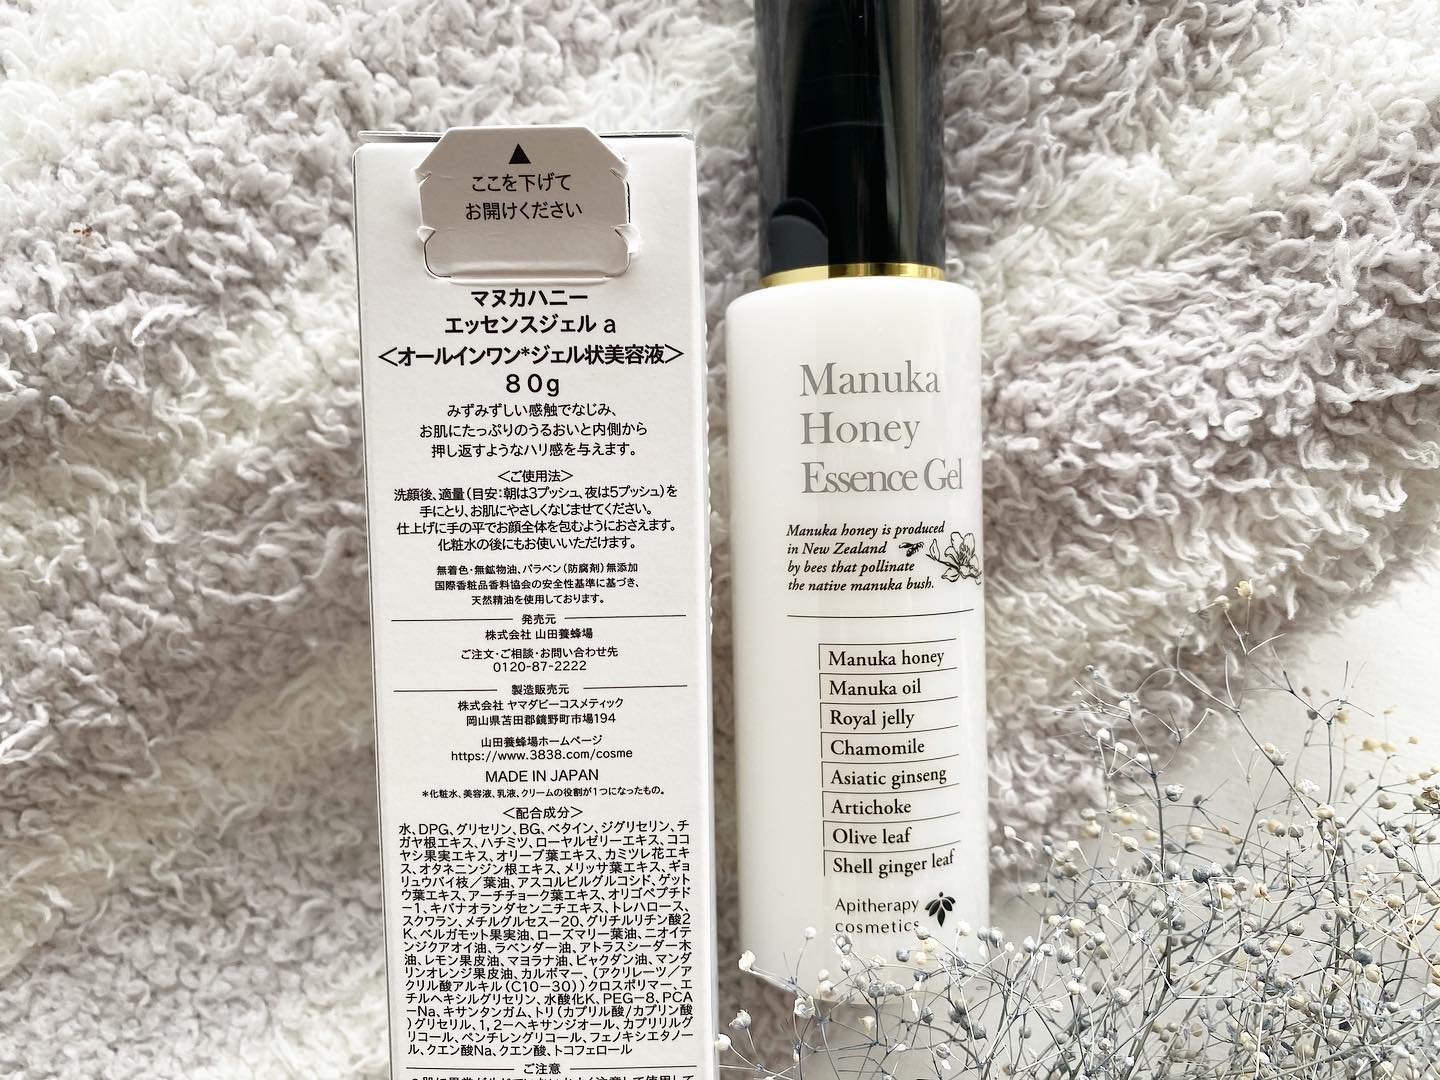 ▲
ここを下げて
お開けください
マヌカハニー
エッセンスジェル a
<オールインワン*ジェル状美容液>
80g
みずみずしい感触でなじみ、
お肌にたっぷりのうるおいと内側から
押し返すようなハリ感を与えます。
<ご使用法>
洗顔後、適量(目安:朝は3プッシュ、夜は5プッシュ)を
手にとり、お肌にやさしくなじませてください。
仕上げに手の平でお顔全体を包むようにおさえます。
化粧水の後にもお使いいただけます。
無着色・無鉱物油、パラベン(防腐剤)無添加
国際香粧品香料協会の安全性基準に基づき、
天然精油を使用しております。
発売元
株式会社 山田養蜂場
ご注文・ご相談・お問い合わせ先
0120-87-2222
製造販売元
株式会社 ヤマダビーコスメティック
岡山県苫田郡鏡野町市場194
山田養蜂場ホームページ
https://www.3838.com/cosme
MADE IN JAPAN
*化粧水、美容液、乳液、クリームの役割が1つになったもの。
<配合成分>
水、DPG、グリセリン、BG、ベタイン、ジグリセリン、チ
ガヤ根エキス、ハチミツ、ローヤルゼリーエキス、ココ
ヤシ果実エキス、オリーブ葉エキス、カミツレ花エキ
ス、オタネニンジン根エキス、メリッサ葉エキス、ギョ
リュウバイ枝/葉油、アスコルビルグルコシド、ゲット
ウ葉エキス、アーチチョーク葉エキス、オリゴペプチド
-1、キバナオランダセンニチエキス、トレハロース、
スクワラン、メチルグルセス-20、グリチルリチン酸2
K、ベルガモット果実油、ローズマリー葉油、ニオイテ
ンジクアオイ油、ラベンダー油、アトラスシーダー木
油、レモン果皮油、マヨラナ油、ビャクダン油、マンダ
リンオレンジ果皮油、カルボマー、(アクリレーツ/ア
クリル酸アルキル(C10-30))クロスポリマー、エ
チルヘキシルグリセリン、水酸化K、PEG-8、PCA
-Na、キサンタンガム、トリ(カプリル酸/カプリン酸
)グリセリル、1,2-ヘキサンジオール、カプリリルグ
リコール、ペンチレングリコール、フェノキシエタノー
ル、クエン酸Na、クエン酸、トコフェロール
ご注意
Manuka
Honey
Essence Gel
Manuka honey is produced
in New Zealand
by bees that pollinate
the native manuka bush.
Manuka honey
Manuka oil
Royal jelly
Chamomile
Asiatic ginseng
Artichoke
Olive leaf
Shell ginger leaf
Apitherapy
cosmetics